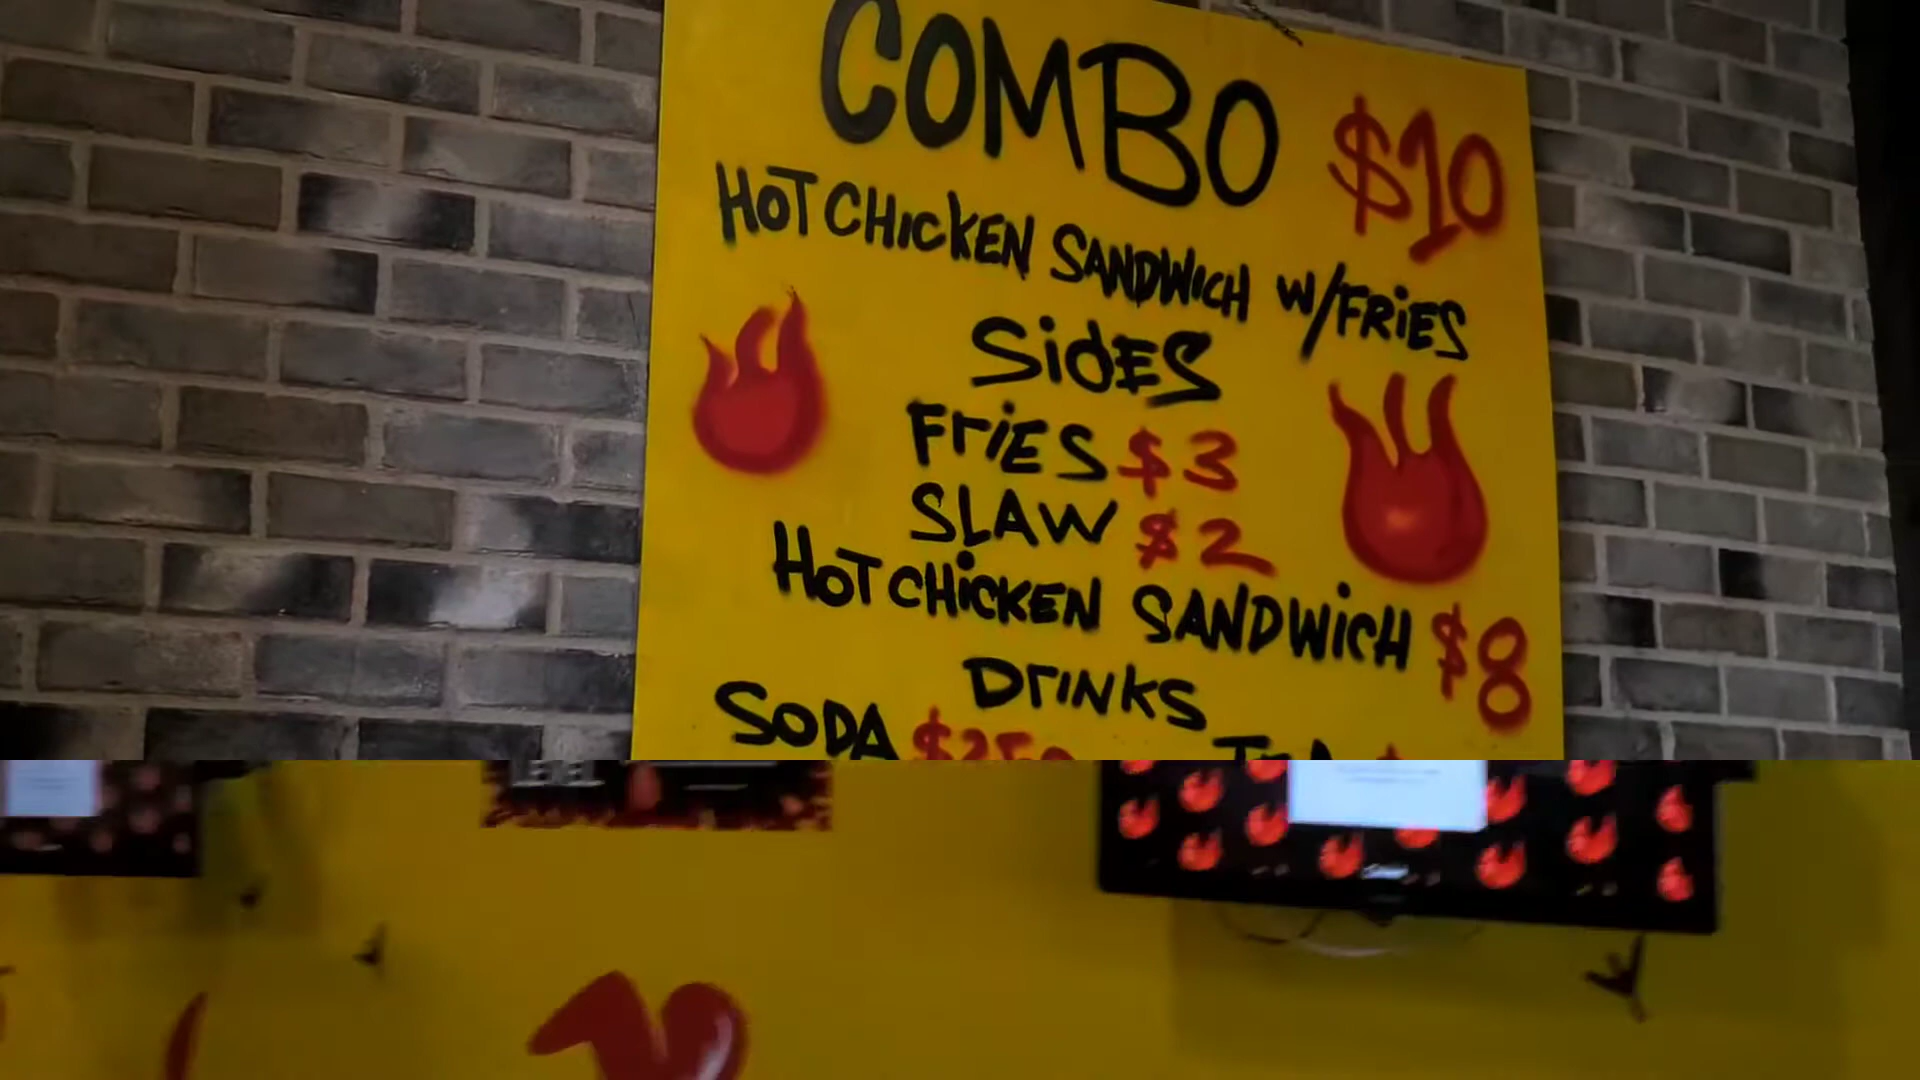 COMBO $10
HOT CHICKEN SANDWICH W/FRIES
SIDES
FRIES $3
SLAW $2
HOT CHICKEN SANDWICH $8
DRINKS
SODA